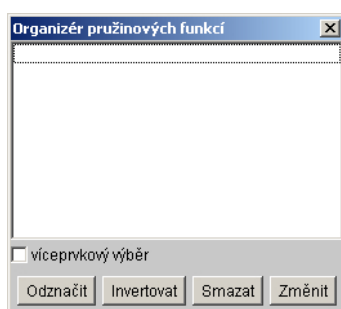 Organizér pružinových funkcí
víceprvkový výběr
Odznačit Invertovat Smazat Změnit